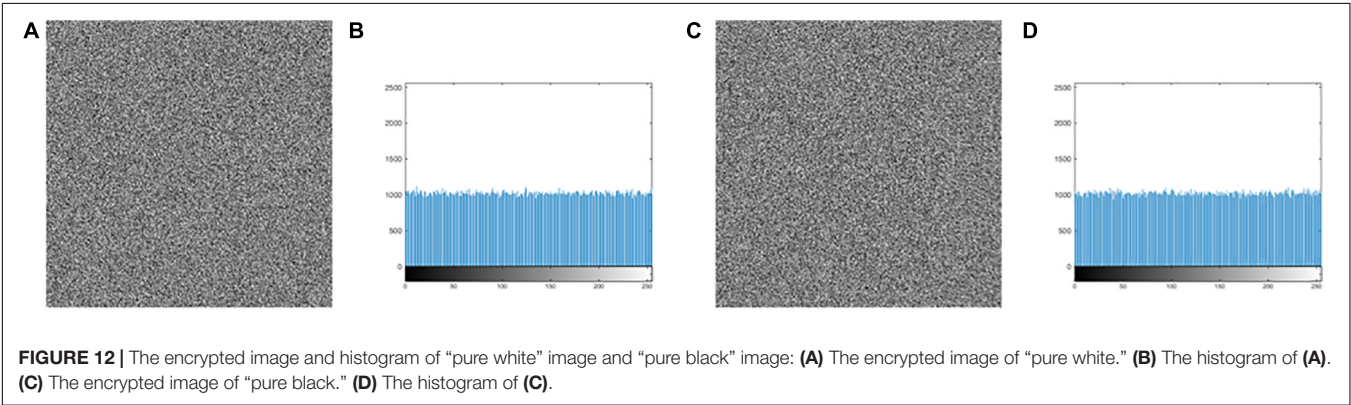 A
B
C
D
2500
2000
1500
1000
500
0
0 50 100 150 200 250
2500
2000
1500
1000
500
0
0 50 100 150 200 250
FIGURE 12 | The encrypted image and histogram of “pure white” image and “pure black” image: (A) The encrypted image of “pure white.” (B) The histogram of (A).
(C) The encrypted image of “pure black.” (D) The histogram of (C).